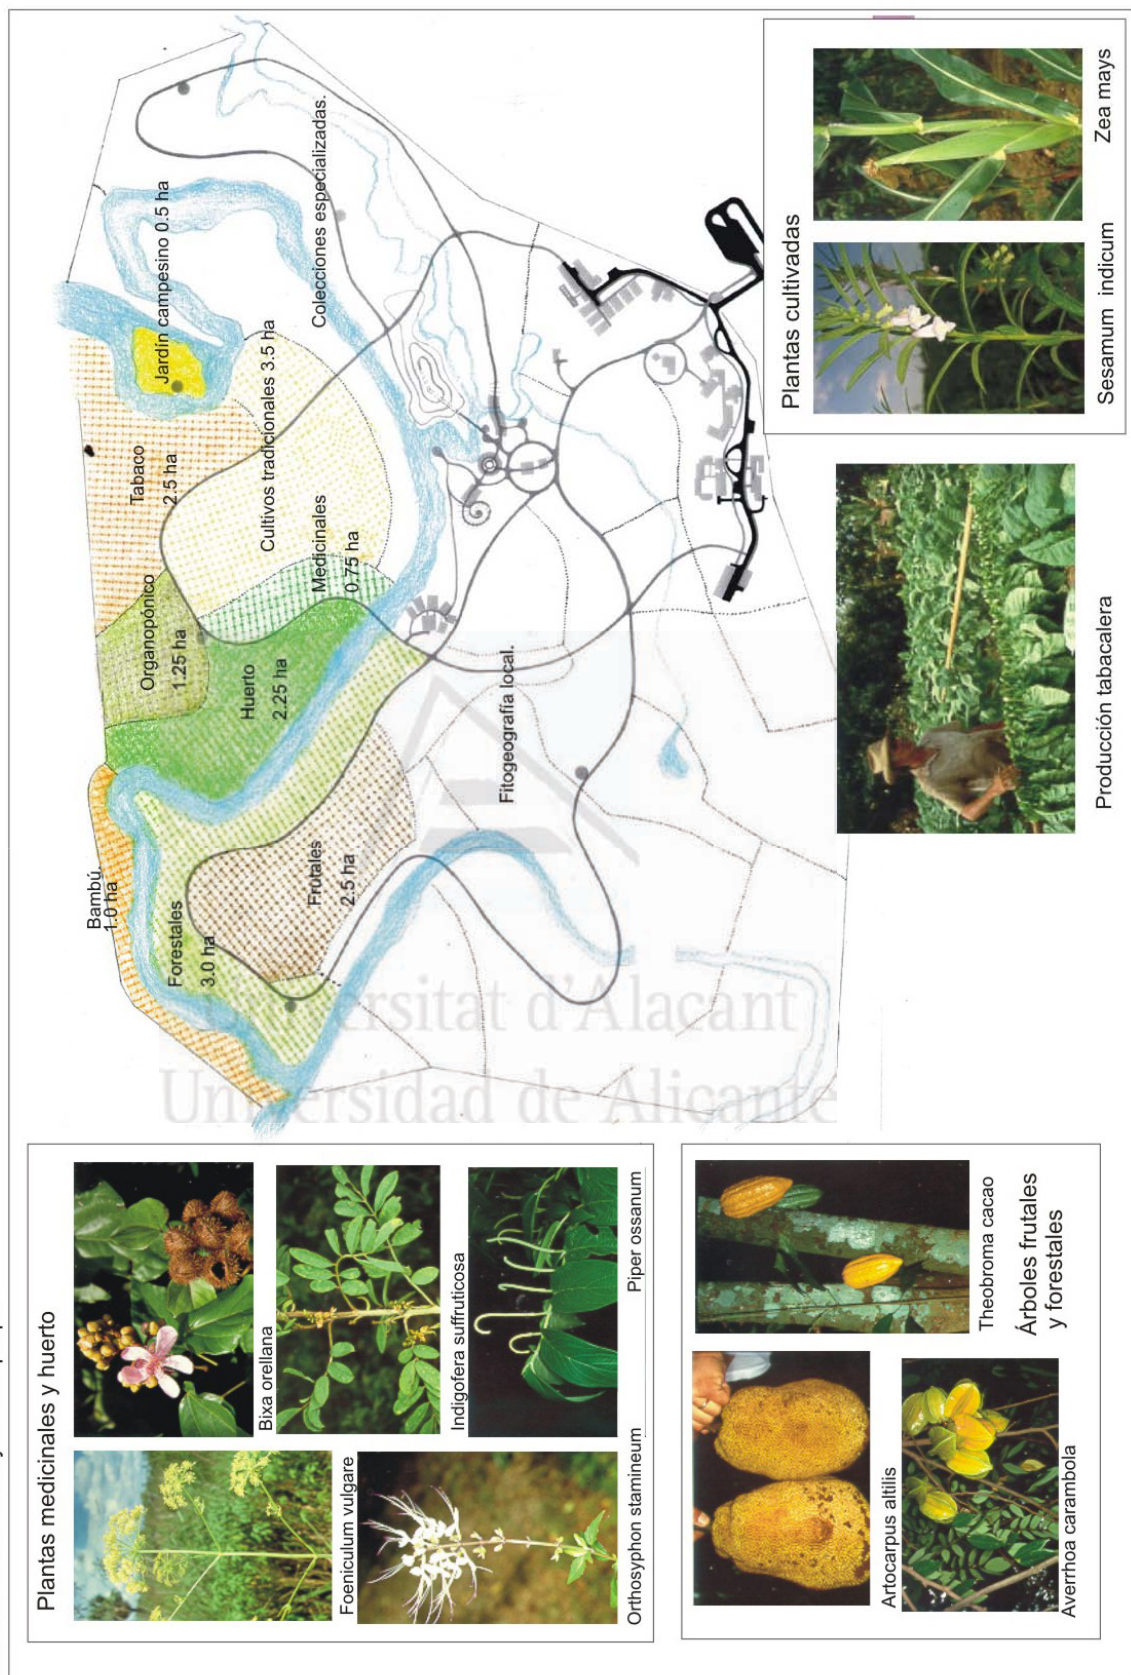 Plantas medicinales y huerto
Foeniculum vulgare
Bixa orellana
Orthosyphon stamineum
Indigofera suffruticosa
Piper ossanum
Artocarpus altilis
Averrhoa carambola
Theobroma cacao
Árboles frutales
y forestales
Bambú.
1.0 ha
Forestales
3.0 ha
Frutales
2.5 ha
Huerto
2.25 ha
Organopónico
1.25 ha
Medicinales
0.75 ha
Tabaco
2.5 ha
Cultivos tradicionales 3.5 ha
Jardín campesino 0.5 ha
Colecciones especializadas.
Fitogeografía local.
Universitat d'Alacant
Universidad de Alicante
Producción tabacalera
Plantas cultivadas
Sesamum indicum
Zea mays